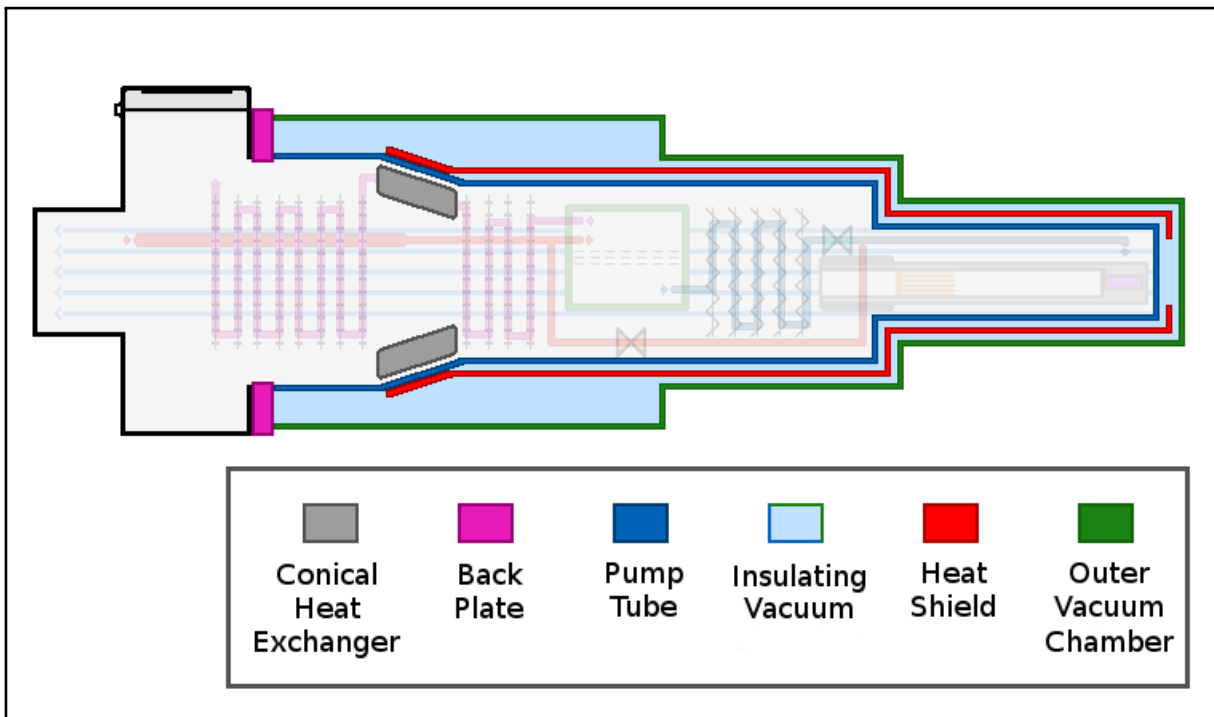 Conical
Heat
Exchanger
Back
Plate
Pump
Tube
Insulating
Vacuum
Heat
Shield
Outer
Vacuum
Chamber